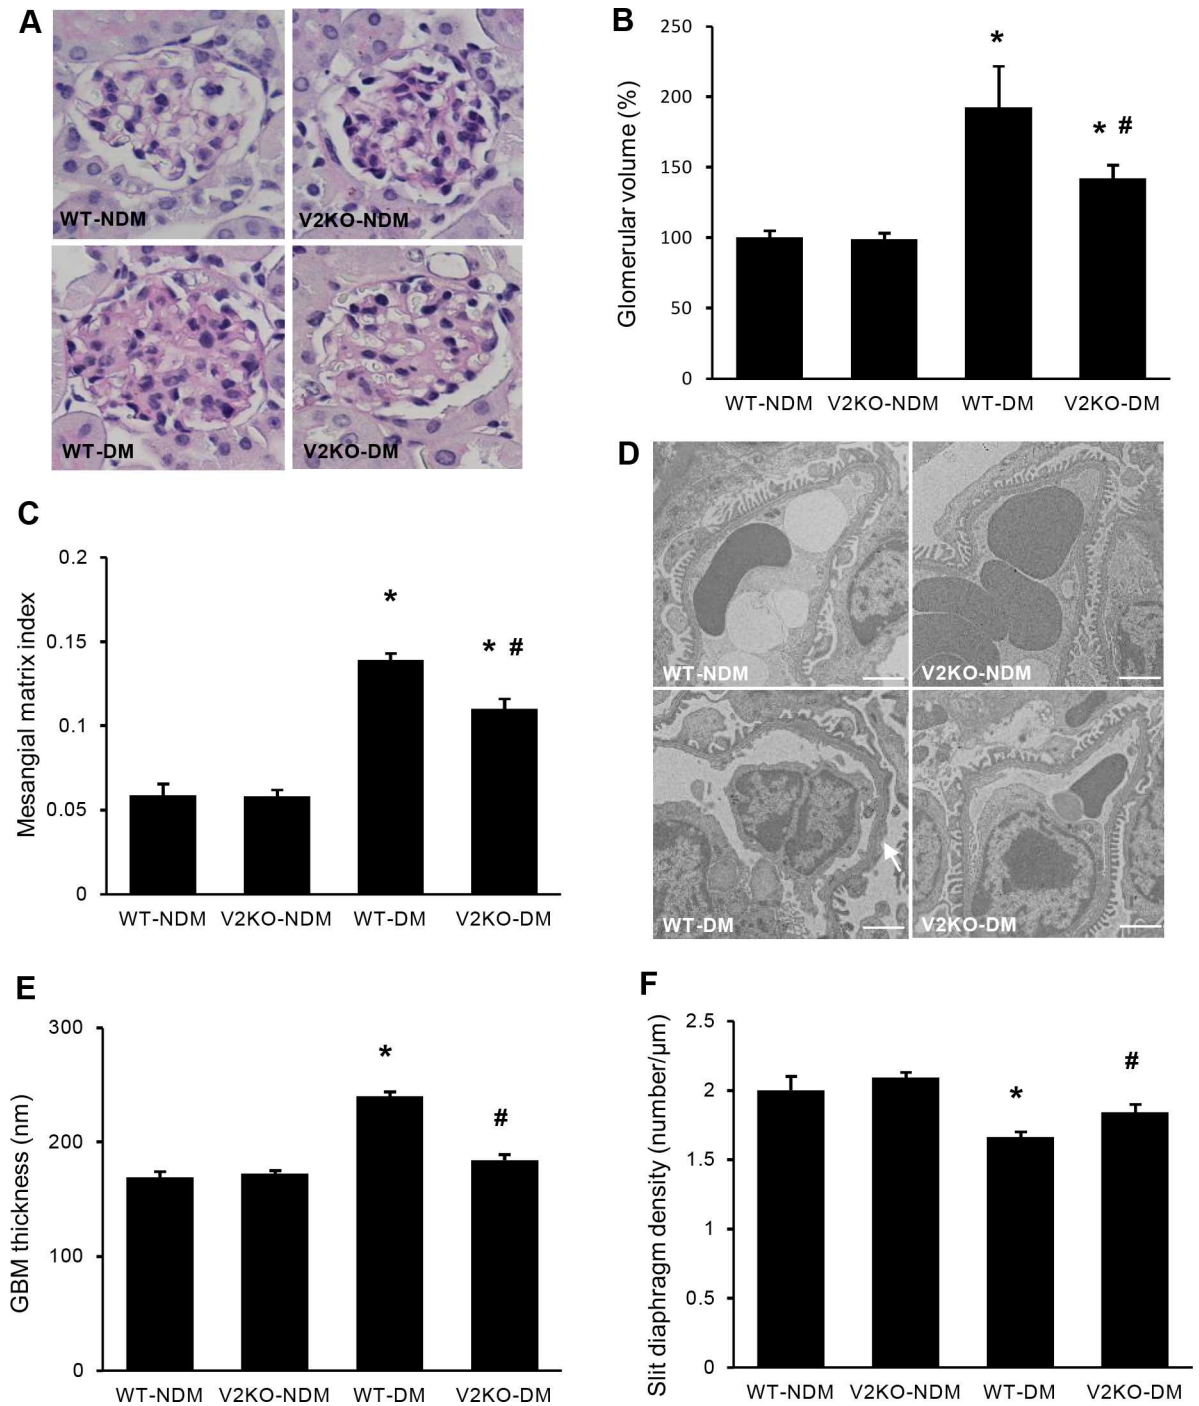 A
WT-NDM
V2KO-NDM
WT-DM
V2KO-DM
B
Glomerular volume (%)
250
200
150
100
50
0
*
* #
WT-NDM V2KO-NDM WT-DM V2KO-DM
C
Mesangial matrix index
0.2
0.15
0.1
0.05
0
*
* #
WT-NDM V2KO-NDM WT-DM V2KO-DM
D
WT-NDM
V2KO-NDM
WT-DM
V2KO-DM
E
GBM thickness (nm)
300
200
100
0
*
#
WT-NDM V2KO-NDM WT-DM V2KO-DM
F
Slit diaphragm density (number/µm)
2.5
2
1.5
1
0.5
0
*
#
WT-NDM V2KO-NDM WT-DM V2KO-DM